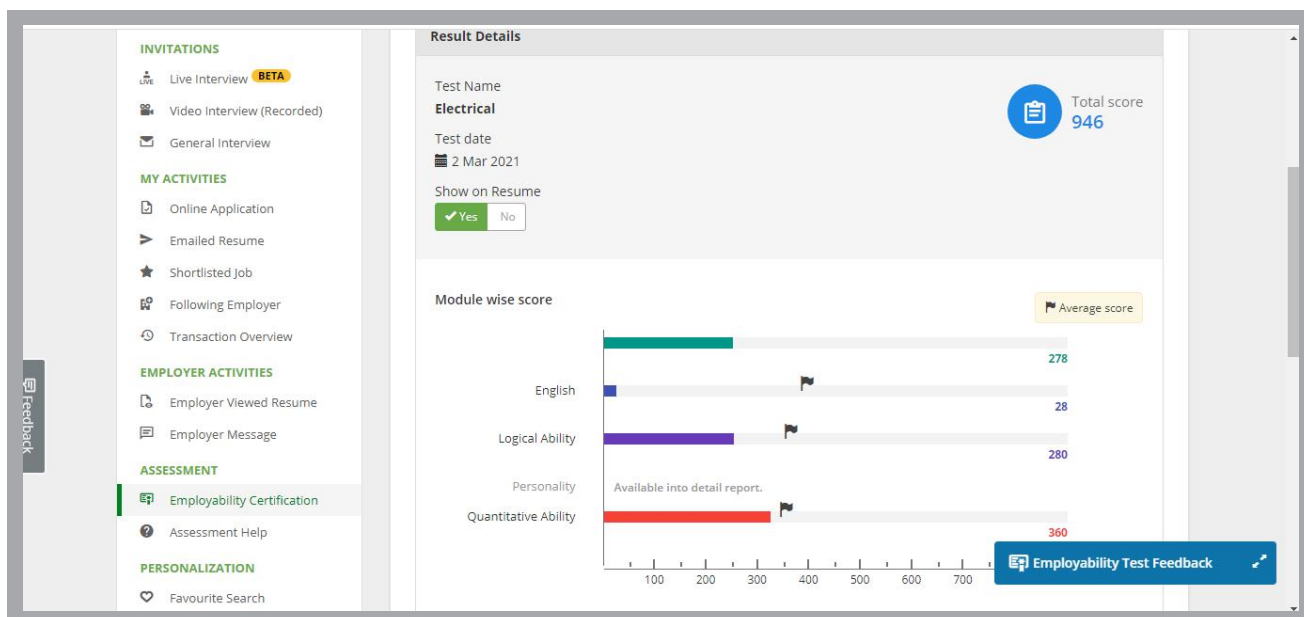 INVITATIONS
LIVE Live Interview BETA
Video Interview (Recorded)
General Interview
MY ACTIVITIES
Online Application
Emailed Resume
Shortlisted Job
Following Employer
Transaction Overview
EMPLOYER ACTIVITIES
Employer Viewed Resume
Employer Message
ASSESSMENT
Employability Certification
Assessment Help
PERSONALIZATION
Favourite Search
Feedback
Result Details
Test Name
Electrical
Test date
2 Mar 2021
Show on Resume
Yes No
Total score
946
Module wise score
Average score
278
English
28
Logical Ability
280
Personality Available into detail report.
Quantitative Ability
360
100 200 300 400 500 600 700
Employability Test Feedback